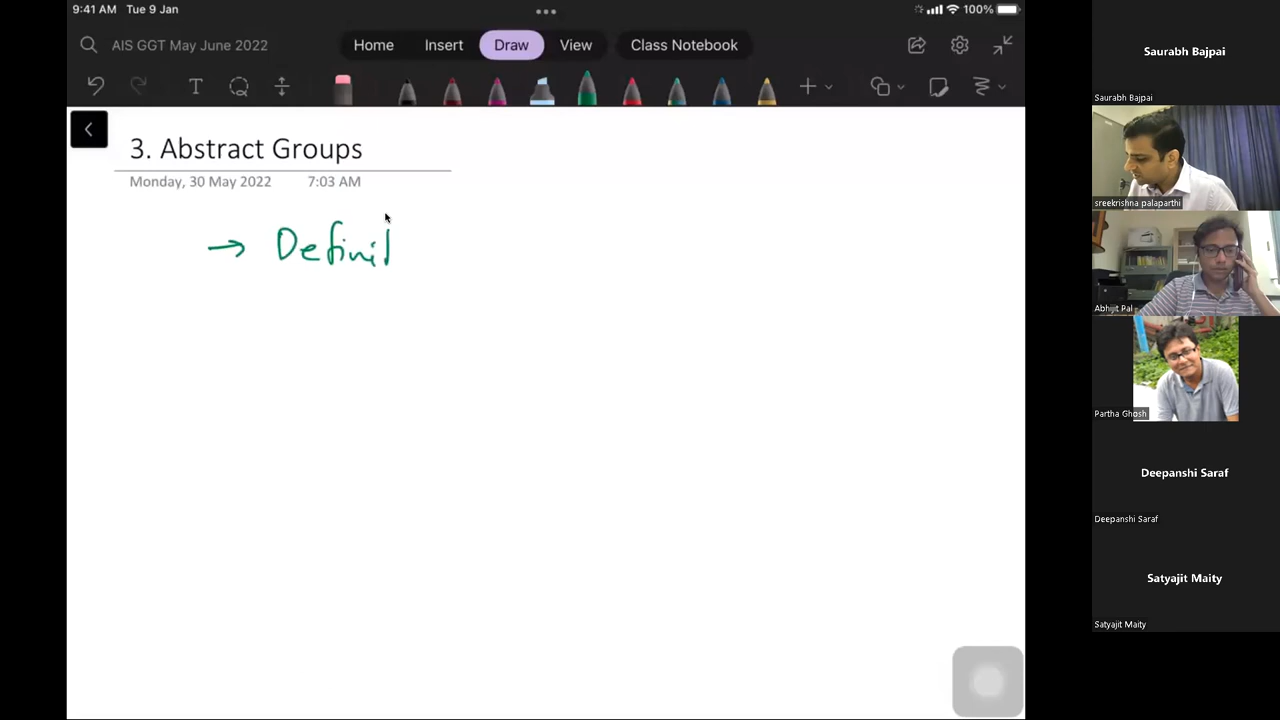 9:41 AM Tue 9 Jan
100%
AIS GGT May June 2022
Home Insert Draw View Class Notebook
T
3. Abstract Groups
Monday, 30 May 2022 7:03 AM
→ Definit
Saurabh Bajpai
Saurabh Bajpai
sreekrishna palaparthi
Abhijit Pal
Partha Ghosh
Deepanshi Saraf
Deepanshi Saraf
Satyajit Maity
Satyajit Maity